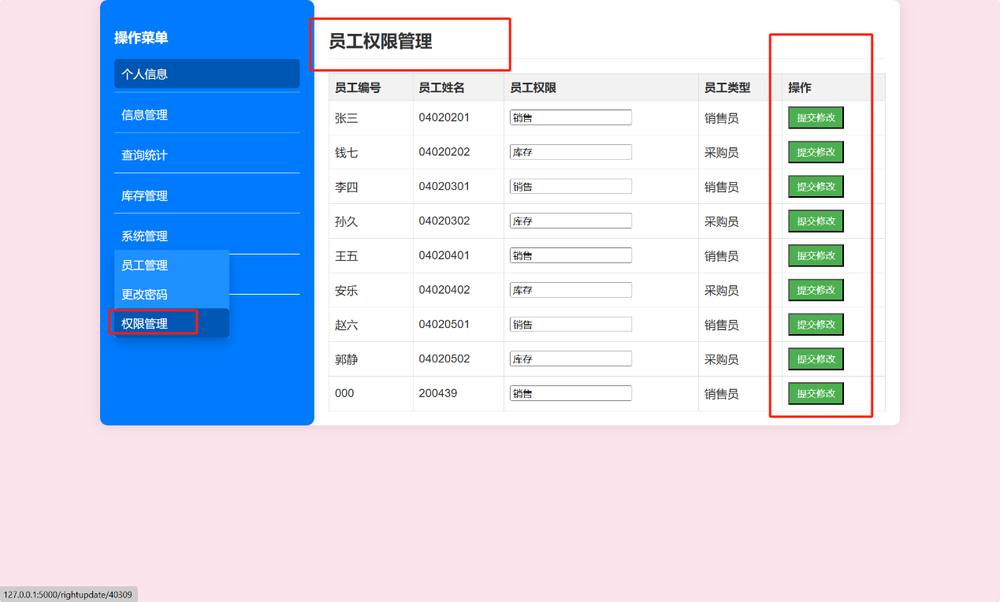 操作菜单
个人信息
信息管理
查询统计
库存管理
系统管理
员工管理
更改密码
权限管理
员工权限管理
员工编号 员工姓名 员工权限 员工类型 操作
张三 04020201 销售 销售员 提交修改
钱七 04020202 库存 采购员 提交修改
李四 04020301 销售 销售员 提交修改
孙久 04020302 库存 采购员 提交修改
王五 04020401 销售 销售员 提交修改
安乐 04020402 库存 采购员 提交修改
赵六 04020501 销售 销售员 提交修改
郭静 04020502 库存 采购员 提交修改
000 200439 销售 销售员 提交修改
127.0.0.1:5000/rightupdate/40309